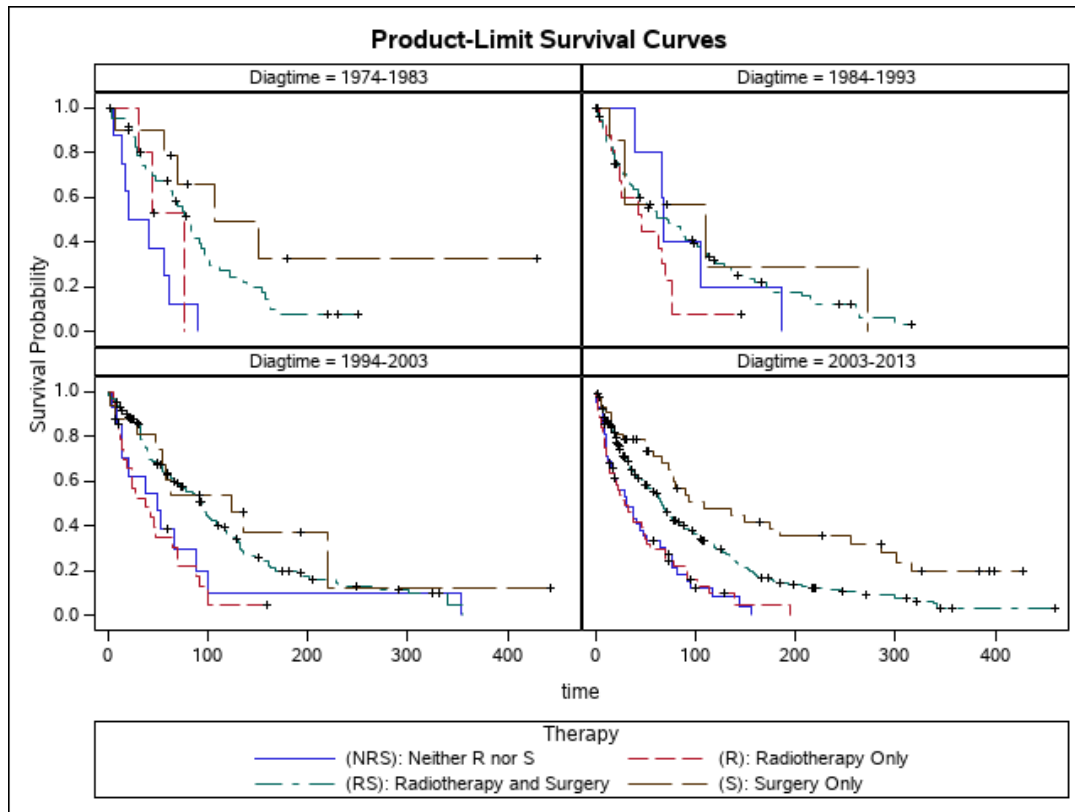 Product-Limit Survival Curves
Diagtime = 1974-1983
Diagtime = 1984-1993
1.0
0.8
0.6
0.4
0.2
0.0
Diagtime = 1994-2003
Diagtime = 2003-2013
1.0
0.8
0.6
0.4
0.2
0.0
Survival Probability
0 100 200 300 400
0 100 200 300 400
time
Therapy
(NRS): Neither R nor S
(R): Radiotherapy Only
(RS): Radiotherapy and Surgery
(S): Surgery Only